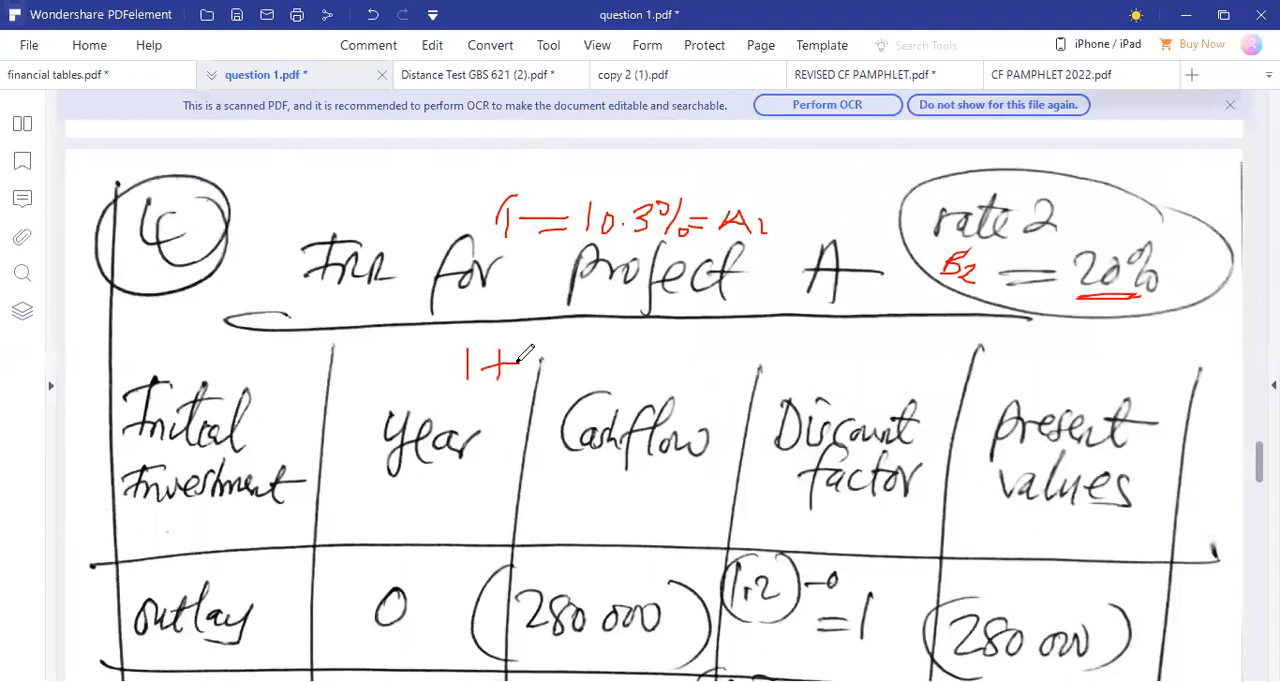 Wondershare PDFelement
question 1.pdf *
File Home Help Comment Edit Convert Tool View Form Protect Page Template Search Tools iPhone / iPad Buy Now
financial tables.pdf * question 1.pdf * Distance Test GBS 621 (2).pdf * copy 2 (1).pdf REVISED CF PAMPHLET.pdf * CF PAMPHLET 2022.pdf
This is a scanned PDF, and it is recommended to perform OCR to make the document editable and searchable. Perform OCR Do not show for this file again.
= 10.3% =
rate 2
B2 = 20%
IRR for project A
1 +
Initial Investment
year
Cashflow
Discount factor
present values
outlay 0 (280 000) (1.2)^-0 = 1 (280 000)